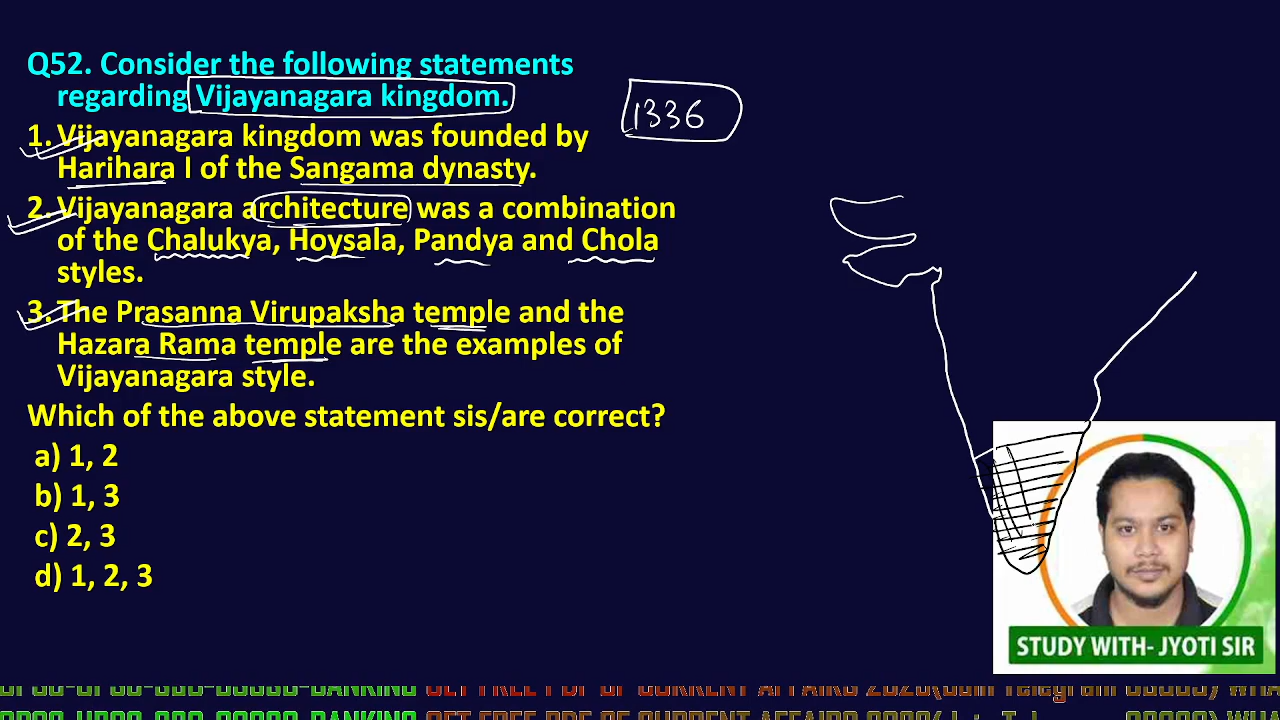 Q52. Consider the following statements
regarding Vijayanagara kingdom.
1336
1. Vijayanagara kingdom was founded by
Harihara I of the Sangama dynasty.
2. Vijayanagara architecture was a combination
of the Chalukya, Hoysala, Pandya and Chola
styles.
3. The Prasanna Virupaksha temple and the
Hazara Rama temple are the examples of
Vijayanagara style.
Which of the above statement sis/are correct?
a) 1, 2
b) 1, 3
c) 2, 3
d) 1, 2, 3
STUDY WITH- JYOTI SIR